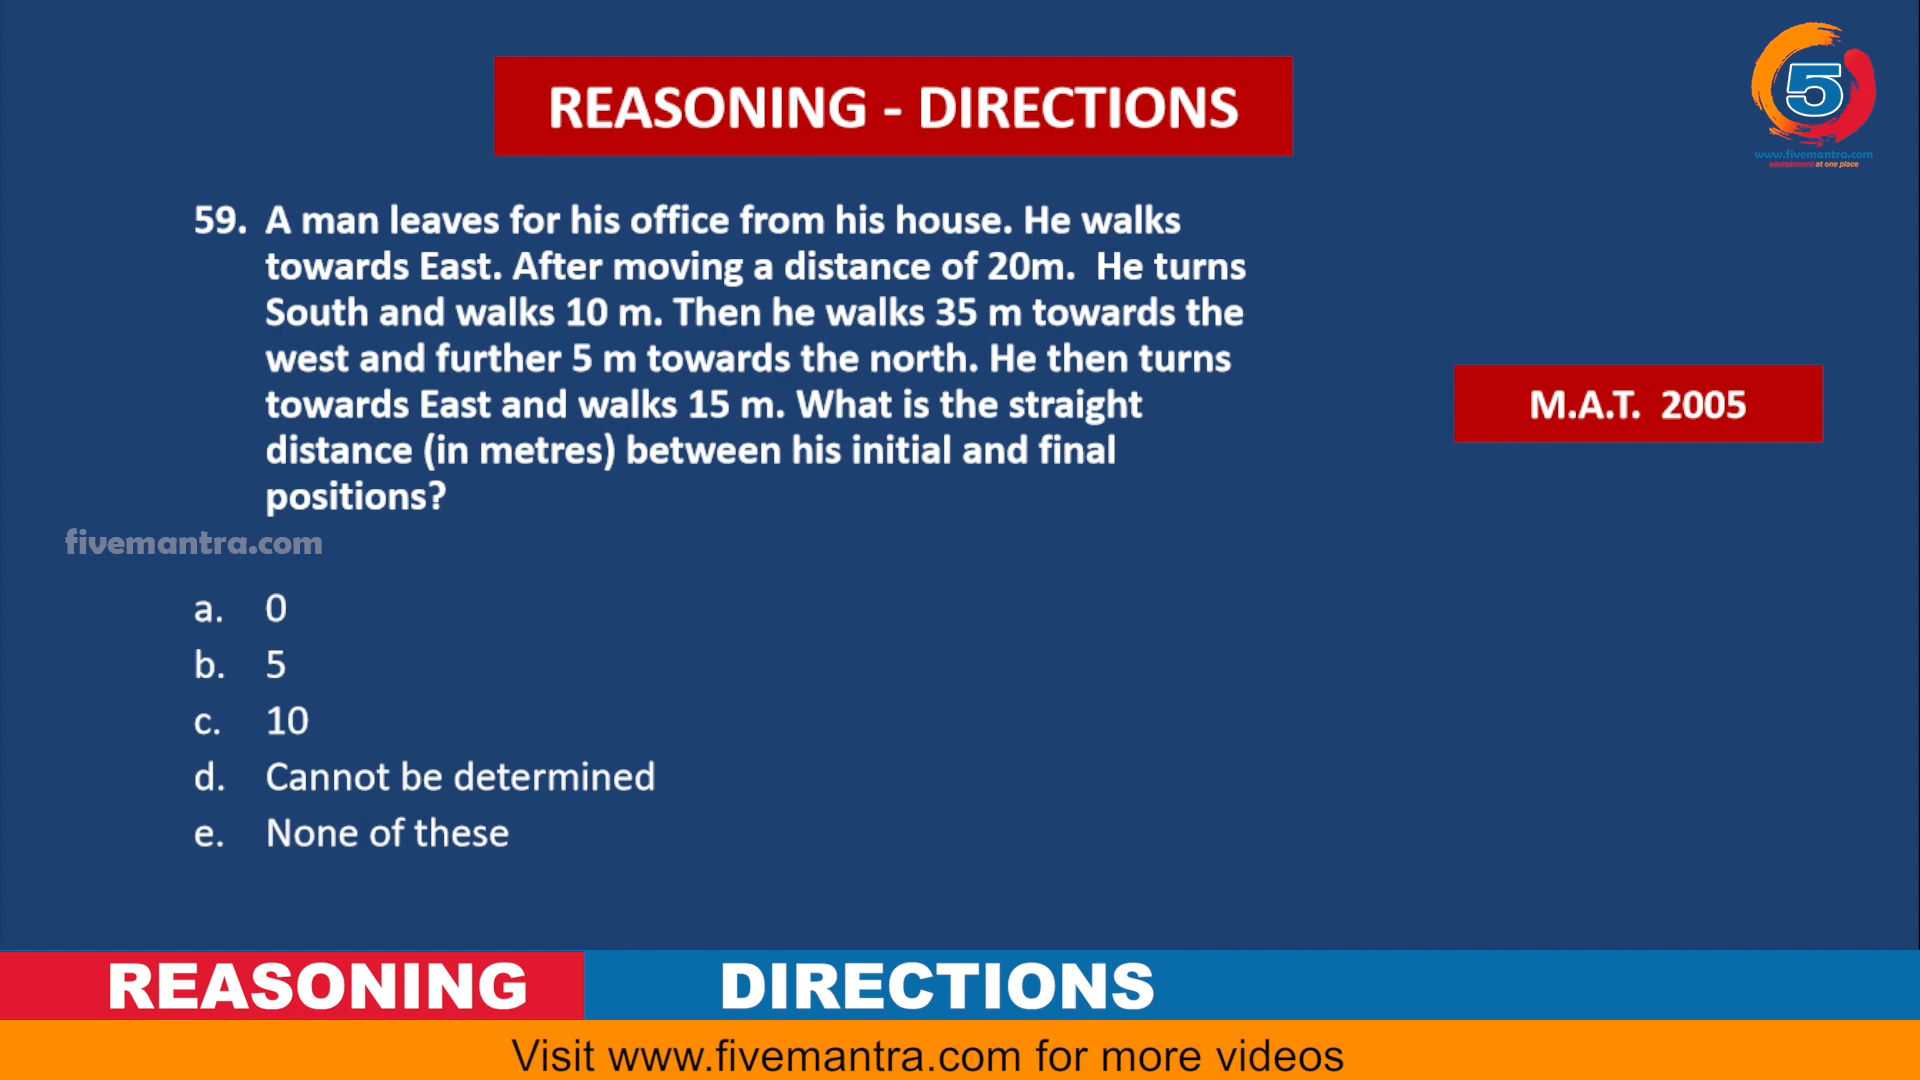 5
www.fivemantra.com
edutainment at one place
REASONING - DIRECTIONS
59. A man leaves for his office from his house. He walks
towards East. After moving a distance of 20m. He turns
South and walks 10 m. Then he walks 35 m towards the
west and further 5 m towards the north. He then turns
towards East and walks 15 m. What is the straight
distance (in metres) between his initial and final
positions?
M.A.T. 2005
fivemantra.com
a. 0
b. 5
c. 10
d. Cannot be determined
e. None of these
REASONING DIRECTIONS
Visit www.fivemantra.com for more videos